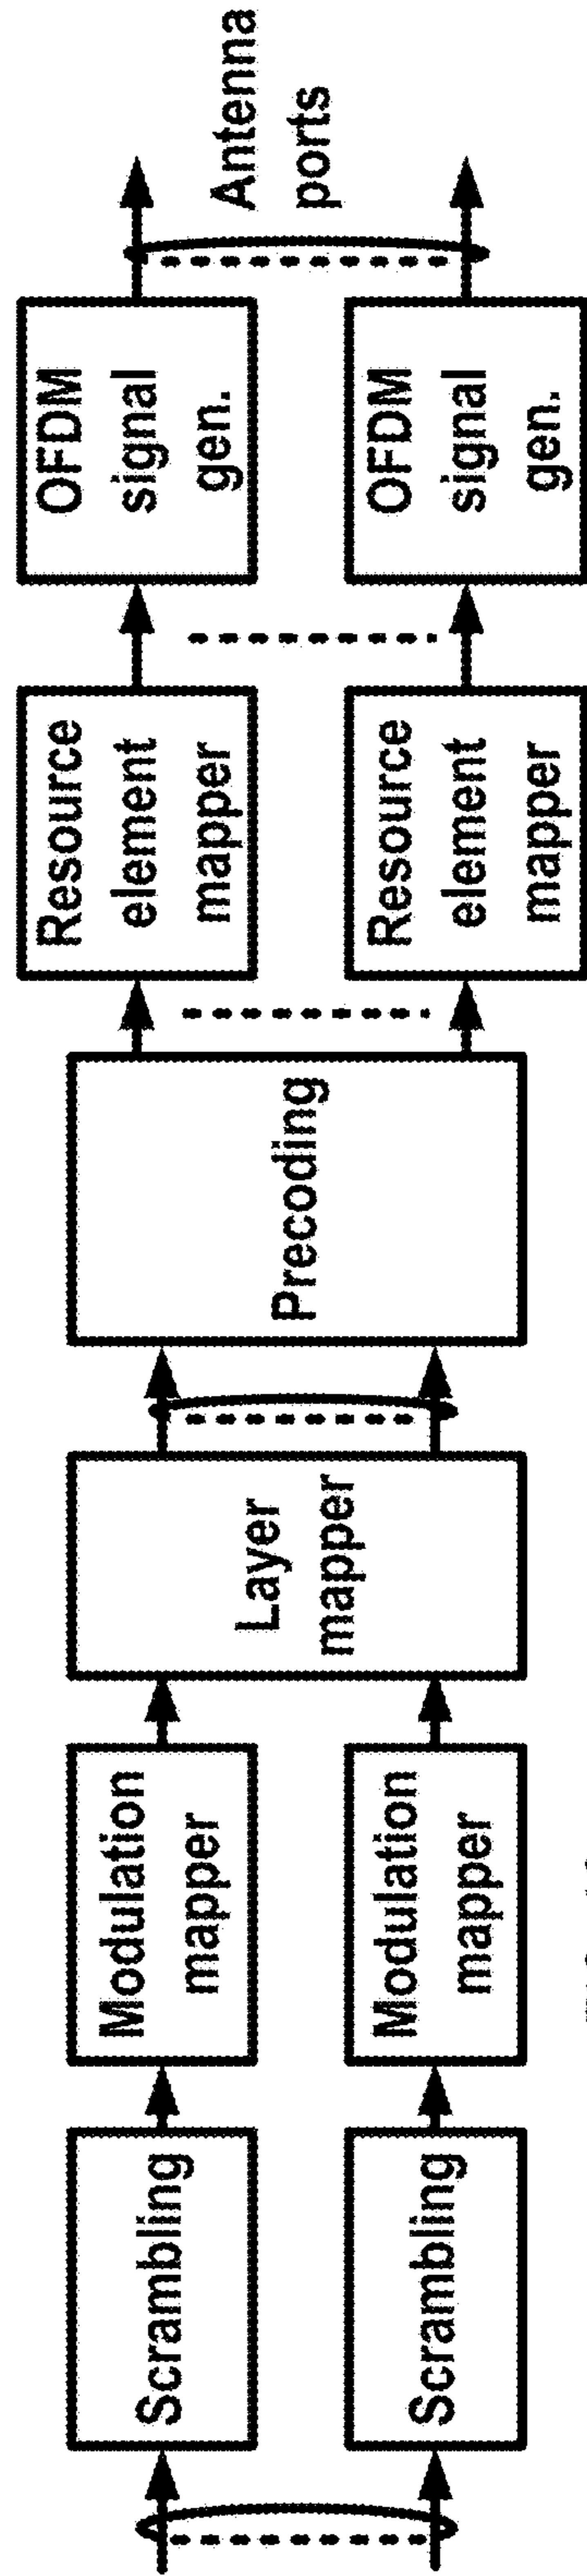 Scrambling
Scrambling
Modulation
mapper
Modulation
mapper
Layer
mapper
Precoding
Resource
element
mapper
Resource
element
mapper
OFDM
signal
gen.
OFDM
signal
gen.
Antenna
ports